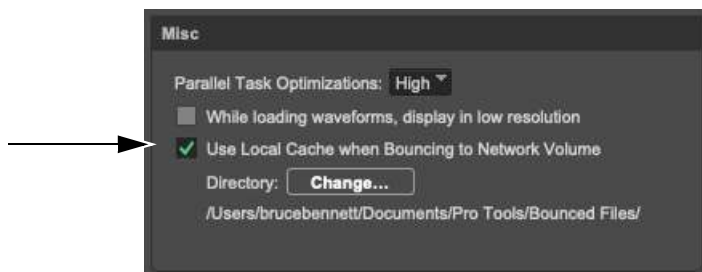 Misc
Parallel Task Optimizations: High
While loading waveforms, display in low resolution
Use Local Cache when Bouncing to Network Volume
Directory: Change...
/Users/brucebennett/Documents/Pro Tools/Bounced Files/